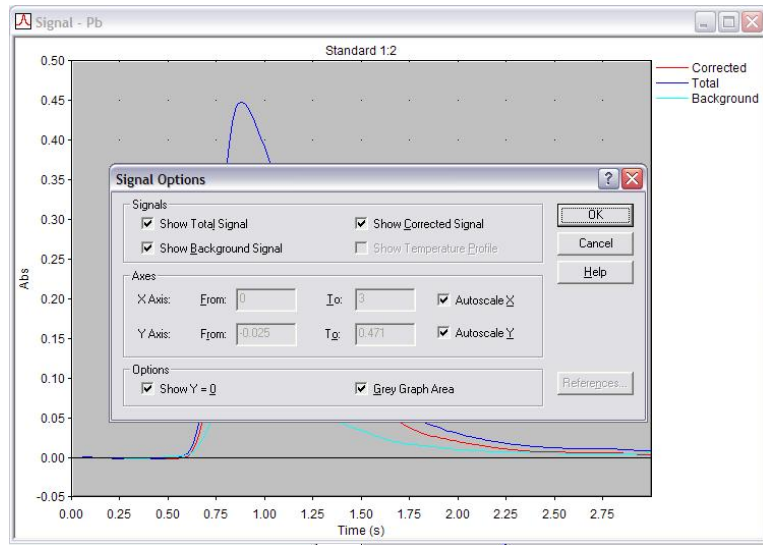 Signal - Pb
Standard 1:2
0.50
0.45
0.40
0.35
0.30
0.25
0.20
0.15
0.10
0.05
0.00
-0.05
Abs
0.00 0.25 0.50 0.75 1.00 1.25 1.50 1.75 2.00 2.25 2.50 2.75
Time (s)
Corrected
Total
Background
Signal Options
Signals
Show Total Signal
Show Corrected Signal
Show Background Signal
Show Temperature Profile
Axes
X Axis: From: 0 To: 3 Autoscale X
Y Axis: From: -0.025 To: 0.471 Autoscale Y
Options
Show Y = 0
Grey Graph Area
OK
Cancel
Help
References...